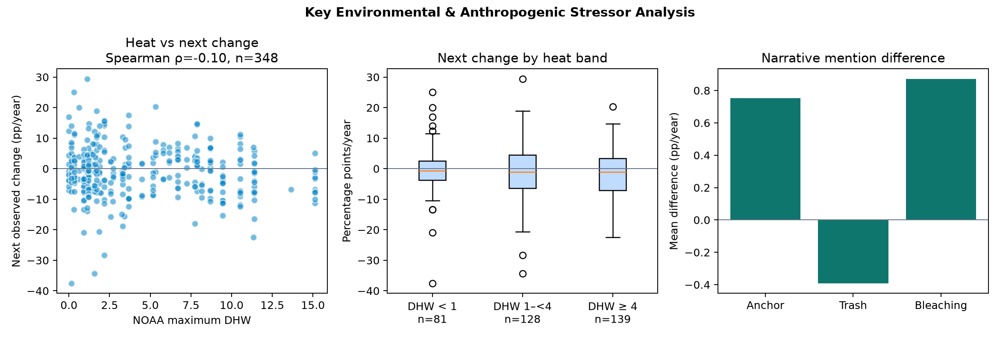 Key Environmental & Anthropogenic Stressor Analysis
Heat vs next change
Spearman ρ=-0.10, n=348
Next observed change (pp/year)
30
20
10
0
−10
−20
−30
−40
0.0 2.5 5.0 7.5 10.0 12.5 15.0
NOAA maximum DHW
Next change by heat band
Percentage points/year
30
20
10
0
−10
−20
−30
−40
DHW < 1 DHW 1–<4 DHW ≥ 4
n=81 n=128 n=139
Narrative mention difference
Mean difference (pp/year)
0.8
0.6
0.4
0.2
0.0
−0.2
−0.4
Anchor Trash Bleaching